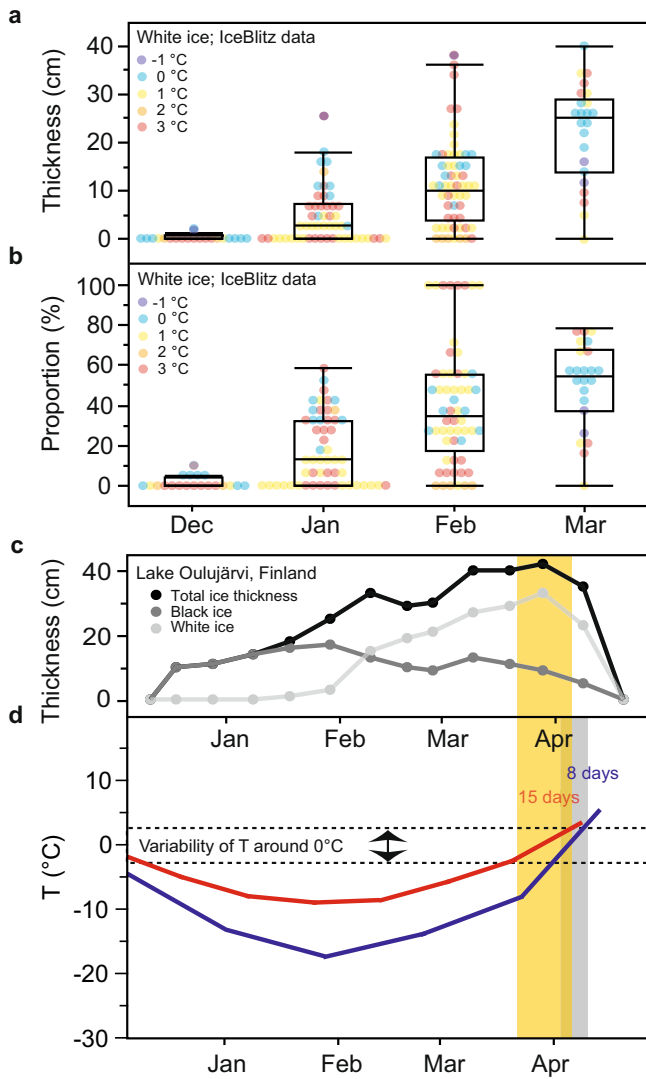 a
White ice; IceBlitz data
-1 °C
0 °C
1 °C
2 °C
3 °C
Thickness (cm)
40
30
20
10
0
b
White ice; IceBlitz data
-1 °C
0 °C
1 °C
2 °C
3 °C
Proportion (%)
100
80
60
40
20
0
Dec Jan Feb Mar
c
Lake Oulujärvi, Finland
Total ice thickness
Black ice
White ice
Thickness (cm)
40
20
0
Jan Feb Mar Apr
d
8 days
15 days
Variability of T around 0°C
T (°C)
10
0
-10
-20
-30
Jan Feb Mar Apr